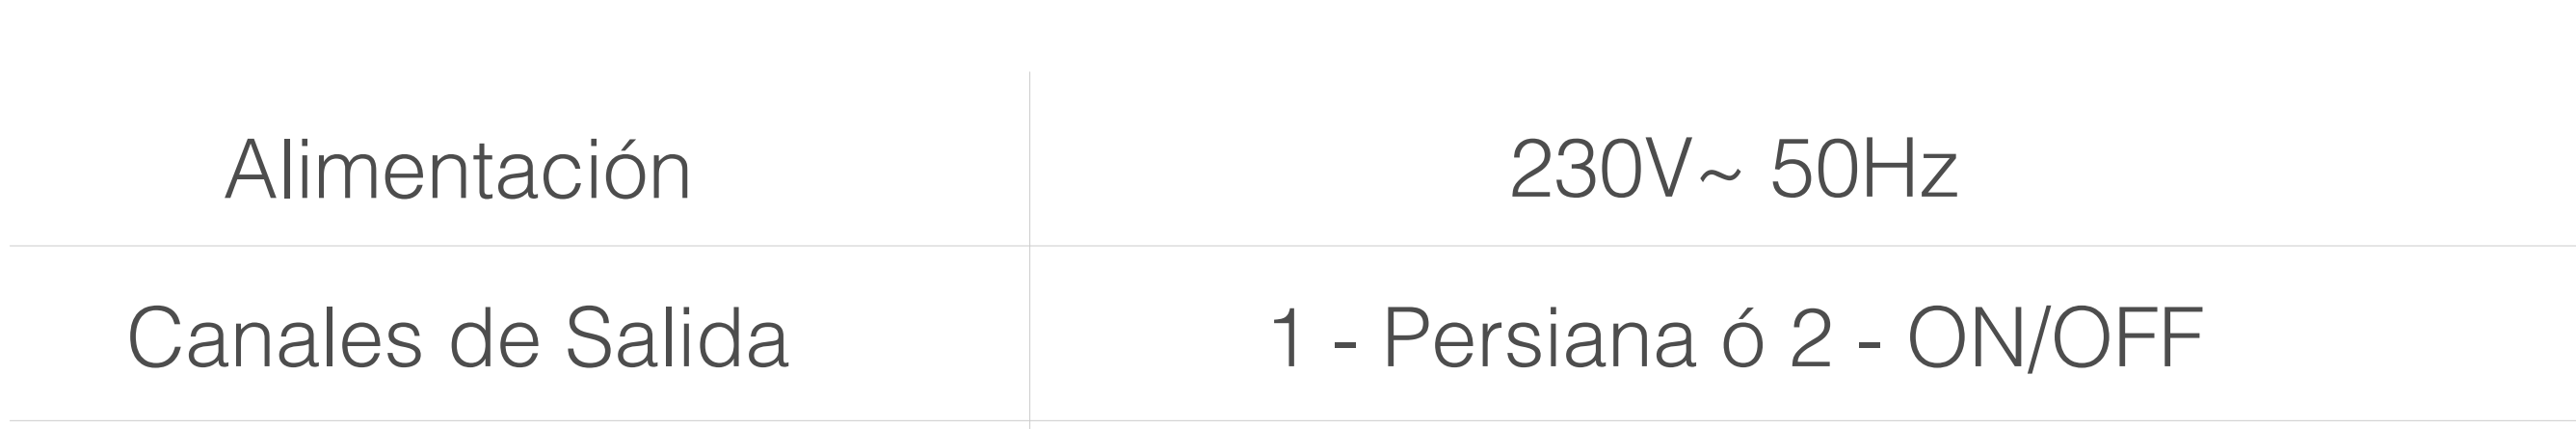 Alimentación 230V~ 50Hz
Canales de Salida 1 - Persiana ó 2 - ON/OFF